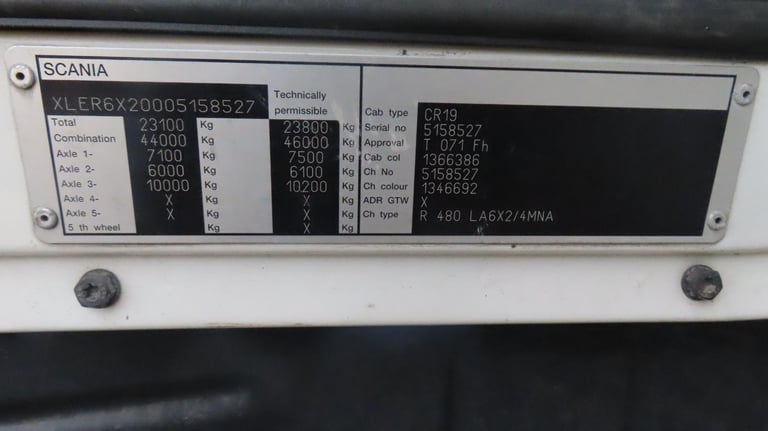 SCANIA
XLER6X20005158527 Technically permissible
Total 23100 Kg 23800 Kg
Combination 44000 Kg 46000 Kg
Axle 1- 7100 Kg 7500 Kg
Axle 2- 6000 Kg 6100 Kg
Axle 3- 10000 Kg 10200 Kg
Axle 4- X Kg X Kg
Axle 5- X Kg X Kg
5 th wheel X Kg X Kg
Cab type CR19
Serial no 5158527
Approval T 071 Fh
Cab col 1366386
Ch No 5158527
Ch colour 1346692
ADR GTW X
Ch type R 480 LA6X2/4MNA